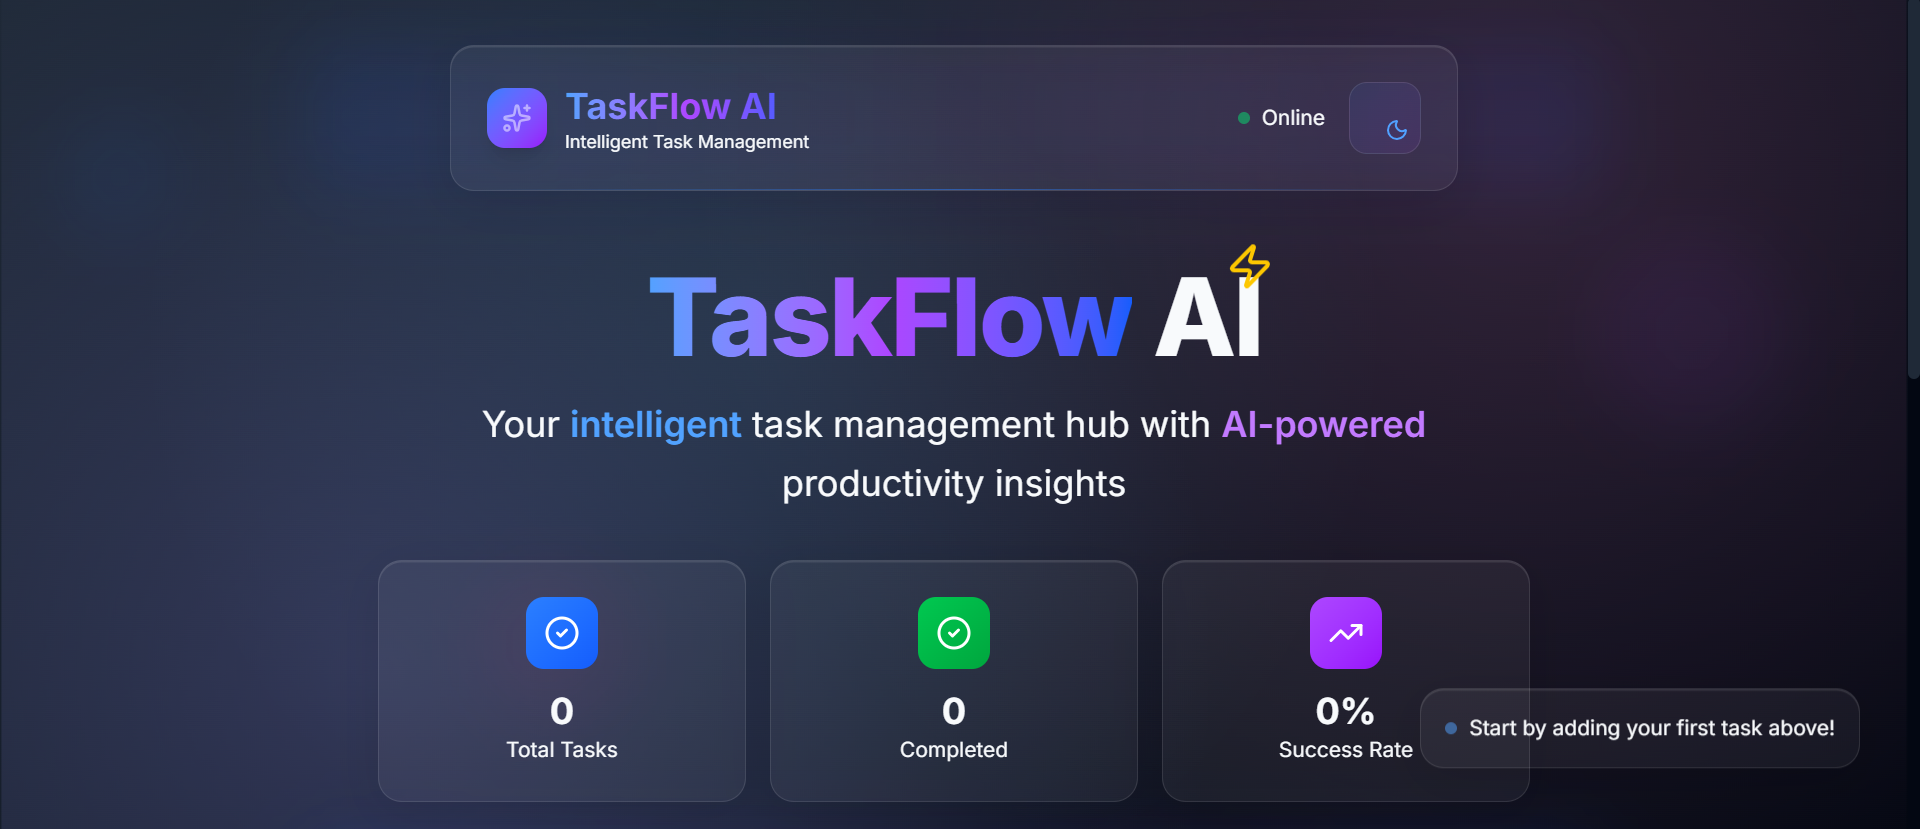 TaskFlow AI
Intelligent Task Management
Online
TaskFlow AI
Your intelligent task management hub with AI-powered
productivity insights
0
Total Tasks
0
Completed
0%
Success Rate
Start by adding your first task above!